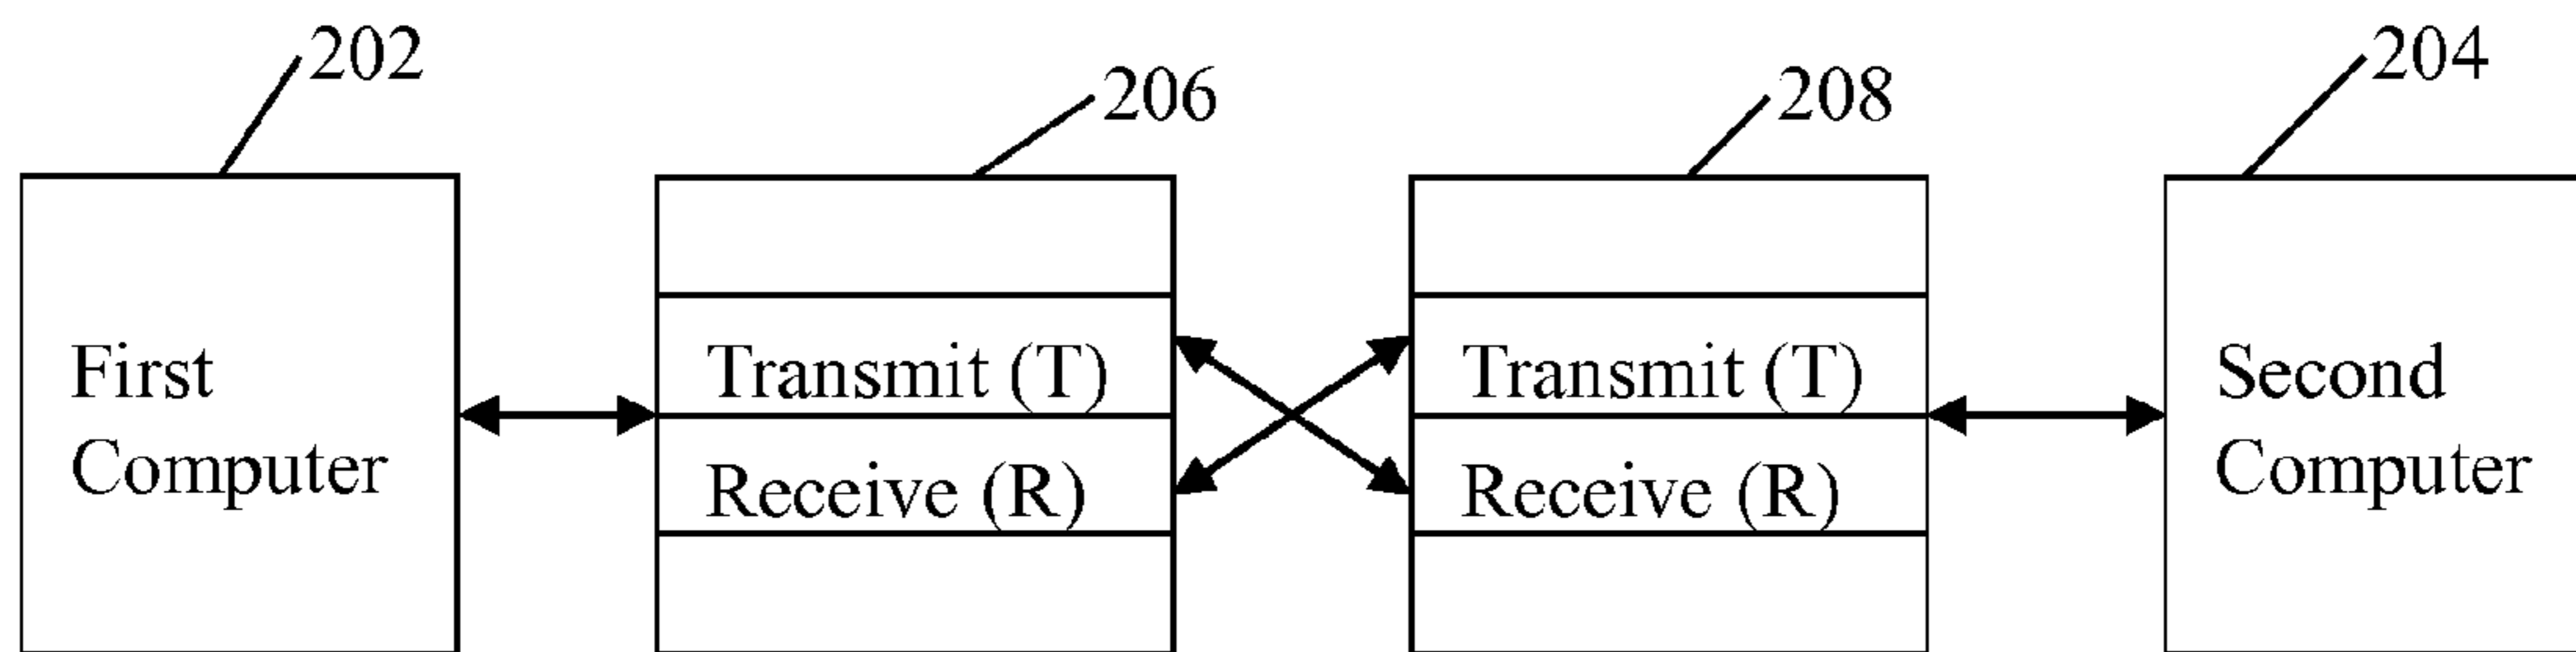 202
206
208
204
First
Computer
Transmit (T)
Receive (R)
Transmit (T)
Receive (R)
Second
Computer